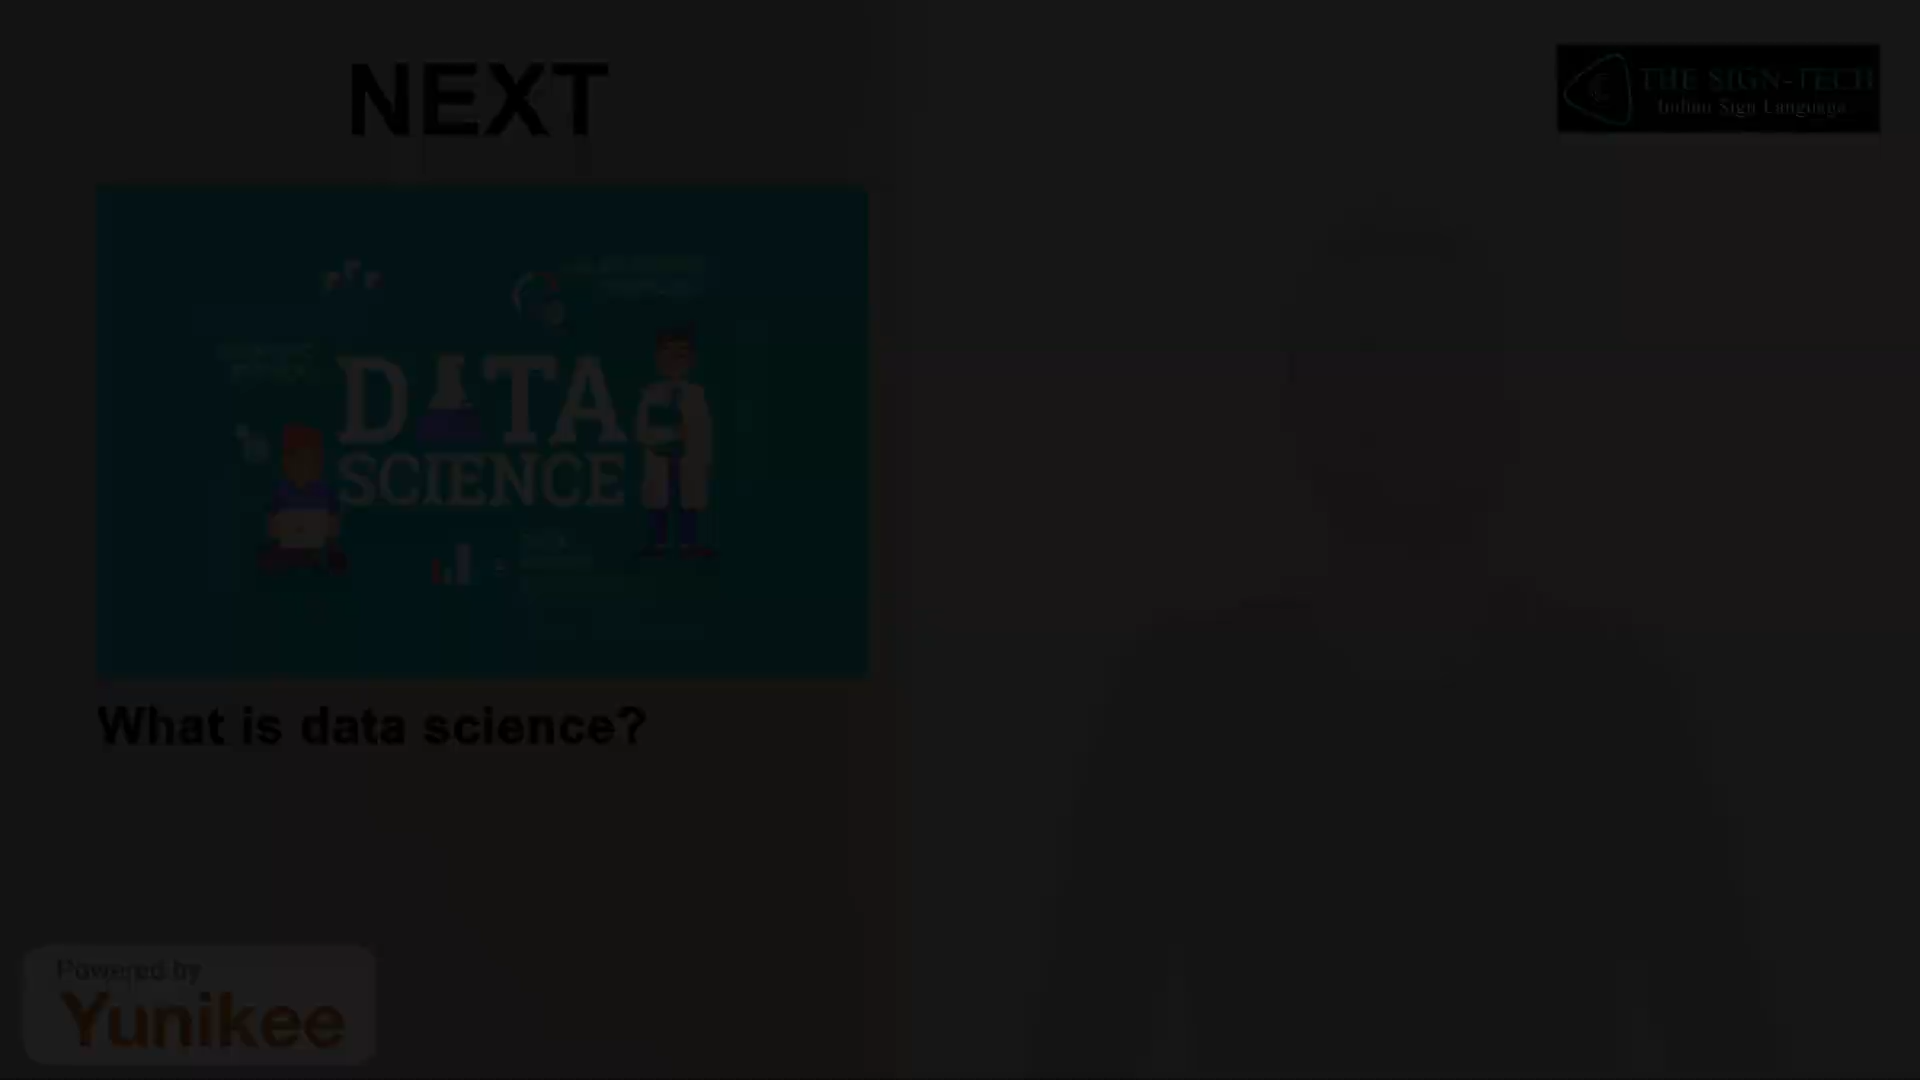 NEXT
THE SIGN-TECH
Indian Sign Language
DATA
SCIENCE
What is data science?
Powered by
Yunikee